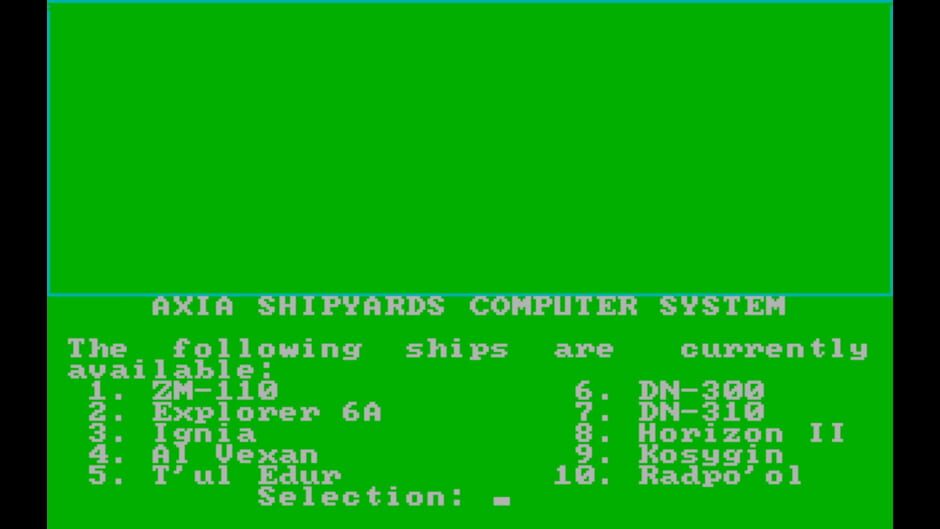 AXIA SHIPYARDS COMPUTER SYSTEM
The following ships are currently
available:
1. ZM-110 6. DN-300
2. Explorer 6A 7. DN-310
3. Ignia 8. Horizon II
4. Al Vexan 9. Kosygin
5. T'ul Edur 10. Radpo'ol
Selection: